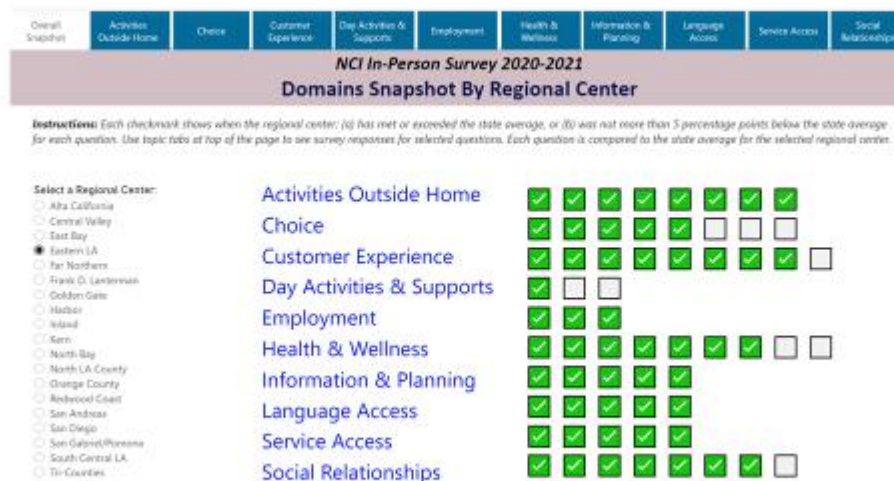 Overall Snapshot
Activities Outside Home
Choice
Customer Experience
Day Activities & Supports
Employment
Health & Wellness
Information & Planning
Language Access
Service Access
Social Relationships
NCI In-Person Survey 2020-2021
Domains Snapshot By Regional Center
Instructions: Each checkmark shows when the regional center: (a) has met or exceeded the state average, or (b) was not more than 5 percentage points below the state average
for each question. Use topic tabs at top of the page to see survey responses for selected questions. Each question is compared to the state average for the selected regional center.
Select a Regional Center:
Alta California
Central Valley
East Bay
Eastern LA
Far Northern
Frank D. Lanterman
Golden Gate
Harbor
Inland
Kern
North Bay
North LA County
Orange County
Redwood Coast
San Andreas
San Diego
San Gabriel/Pomona
South Central LA
Tri-Counties
Activities Outside Home
Choice
Customer Experience
Day Activities & Supports
Employment
Health & Wellness
Information & Planning
Language Access
Service Access
Social Relationships